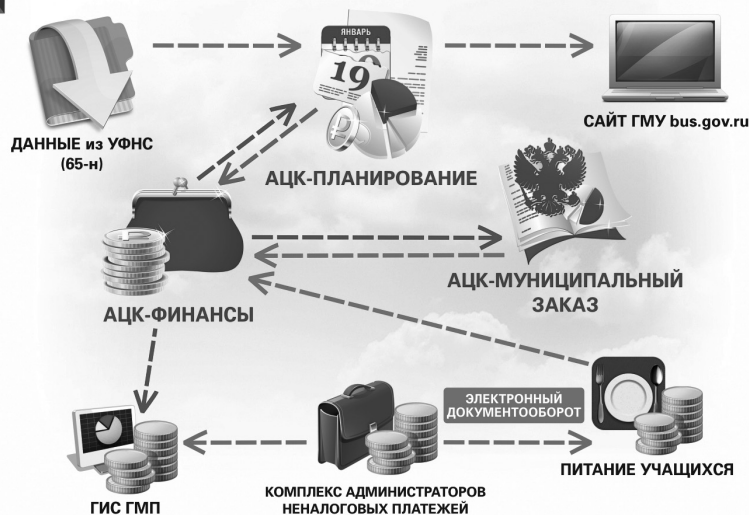 ЯНВАРЬ
19
ДАННЫЕ из УФНС
(65-н)
САЙТ ГМУ bus.gov.ru
АЦК-ПЛАНИРОВАНИЕ
АЦК-МУНИЦИПАЛЬНЫЙ
ЗАКАЗ
АЦК-ФИНАНСЫ
ЭЛЕКТРОННЫЙ
ДОКУМЕНТООБОРОТ
ПИТАНИЕ УЧАЩИХСЯ
ГИС ГМП
КОМПЛЕКС АДМИНИСТРАТОРОВ
НЕНАЛОГОВЫХ ПЛАТЕЖЕЙ